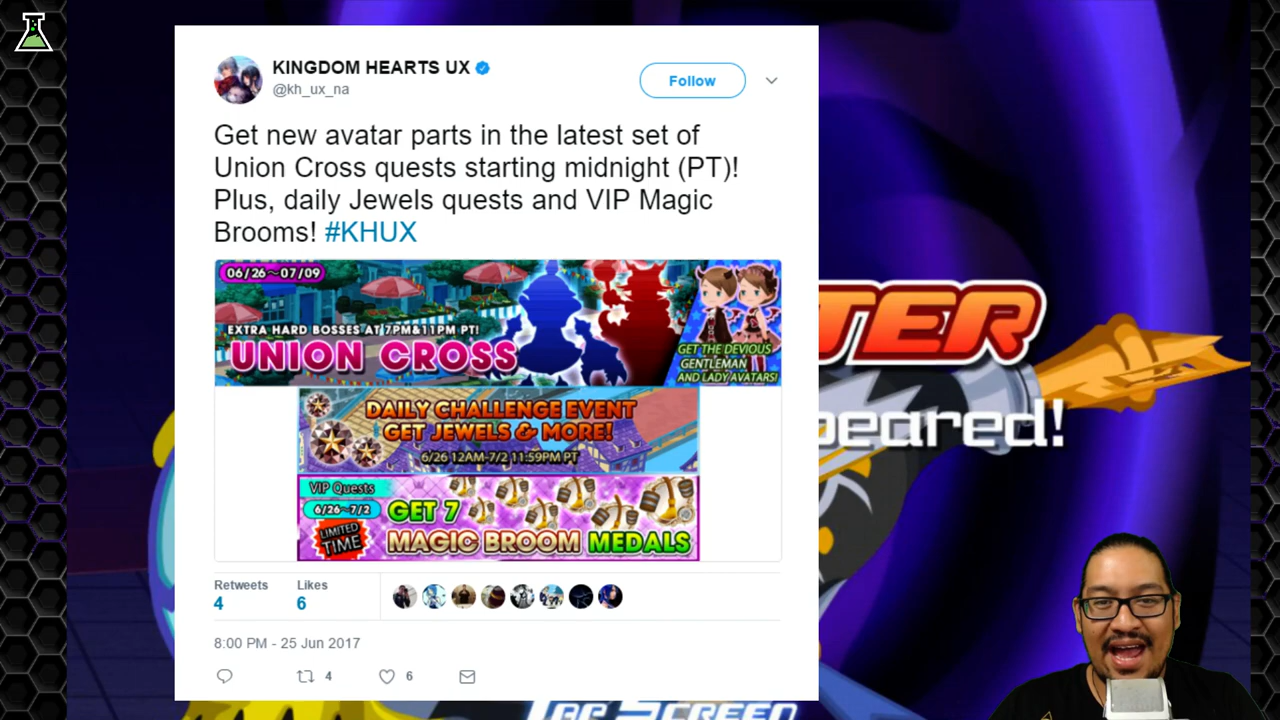 KINGDOM HEARTS UX
@kh_ux_na
Follow
Get new avatar parts in the latest set of
Union Cross quests starting midnight (PT)!
Plus, daily Jewels quests and VIP Magic
Brooms! #KHUX
06/26~07/09
EXTRA HARD BOSSES AT 7PM&11PM PT!
UNION CROSS
GET THE DEVIOUS
GENTLEMAN
AND LADY AVATARS!
DAILY CHALLENGE EVENT
GET JEWELS & MORE!
6/26 12AM-7/2 11:59PM PT
VIP Quests
6/26~7/2
LIMITED
TIME
GET 7
MAGIC BROOM MEDALS
Retweets
Likes
4
6
8:00 PM - 25 Jun 2017
4
6
TER
peared!
TAP SCREEN